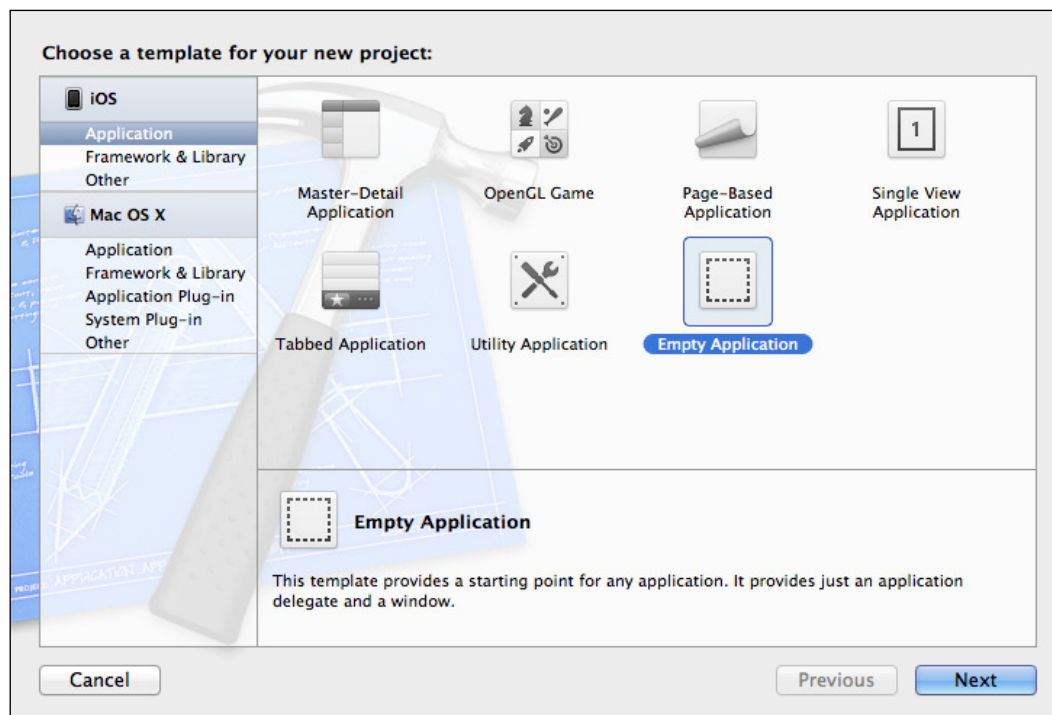 Choose a template for your new project:
iOS
Application
Framework & Library
Other
Mac OS X
Application
Framework & Library
Application Plug-in
System Plug-in
Other
Master-Detail
Application
OpenGL Game
Page-Based
Application
Single View
Application
1
Tabbed Application
Utility Application
Empty Application
Empty Application
This template provides a starting point for any application. It provides just an application
delegate and a window.
Cancel
Previous
Next